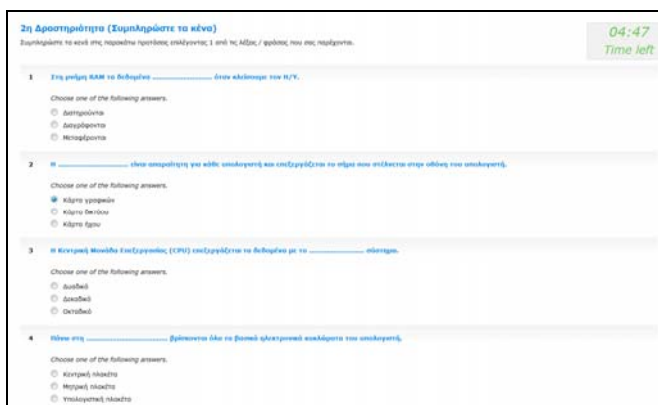 2η Δραστηριότητα (Συμπληρώστε τα κένα)
Συμπληρώστε τα κενά στις παρακάτω προτάσεις επιλέγοντας 1 από τις λέξεις / φράσεις που σας παρέχονται.
04:47
Time left
1 Στη μνήμη RAM τα δεδομένα .............................. όταν κλείσουμε τον Η/Υ.
Choose one of the following answers.
Διατηρούνται
Διαγράφονται
Μεταφέρονται
2 Η .................................. είναι απαραίτητη για κάθε υπολογιστή και επεξεργάζεται το σήμα που στέλνεται στην οθόνη του υπολογιστή.
Choose one of the following answers.
Κάρτα γραφικών
Κάρτα δικτύου
Κάρτα ήχου
3 Η Κεντρική Μονάδα Επεξεργασίας (CPU) επεξεργάζεται τα δεδομένα με το .......................... σύστημα.
Choose one of the following answers.
Δυαδικό
Δεκαδικό
Οκταδικό
4 Πάνω στη ........................................ βρίσκονται όλα τα βασικά ηλεκτρονικά κυκλώματα του υπολογιστή.
Choose one of the following answers.
Κεντρική πλακέτα
Μητρική πλακέτα
Υπολογιστική πλακέτα